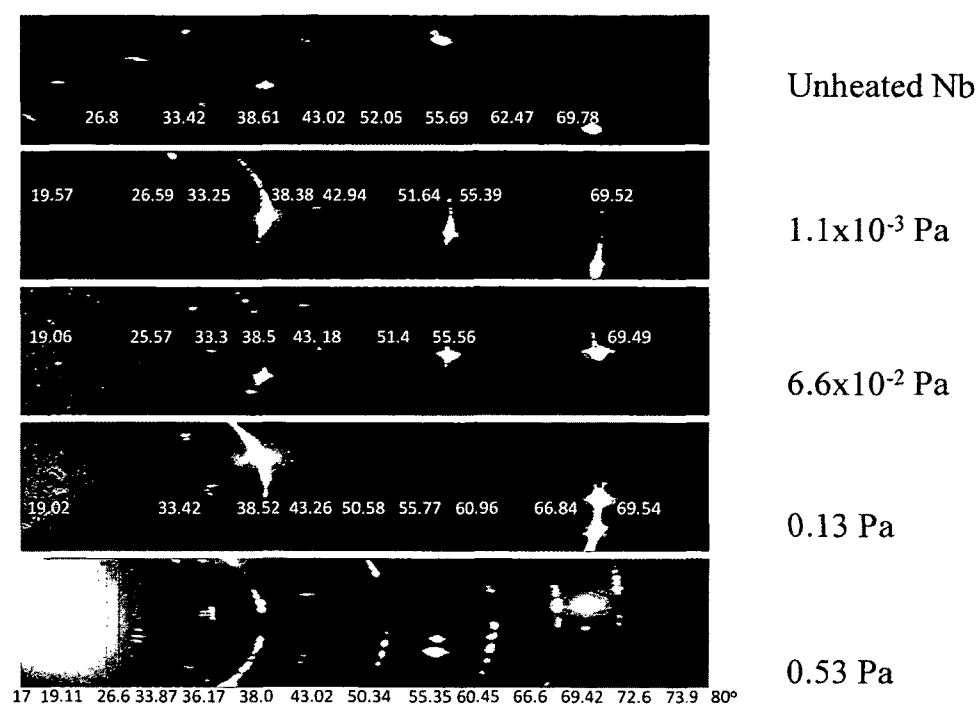 26.8 33.42 38.61 43.02 52.05 55.69 62.47 69.78
Unheated Nb
19.57 26.59 33.25 38.38 42.94 51.64 55.39 69.52
1.1x10⁻³ Pa
19.06 25.57 33.3 38.5 43.18 51.4 55.56 69.49
6.6x10⁻² Pa
19.02 33.42 38.52 43.26 50.58 55.77 60.96 66.84 69.54
0.13 Pa
0.53 Pa
17 19.11 26.6 33.87 36.17 38.0 43.02 50.34 55.35 60.45 66.6 69.42 72.6 73.9 80º